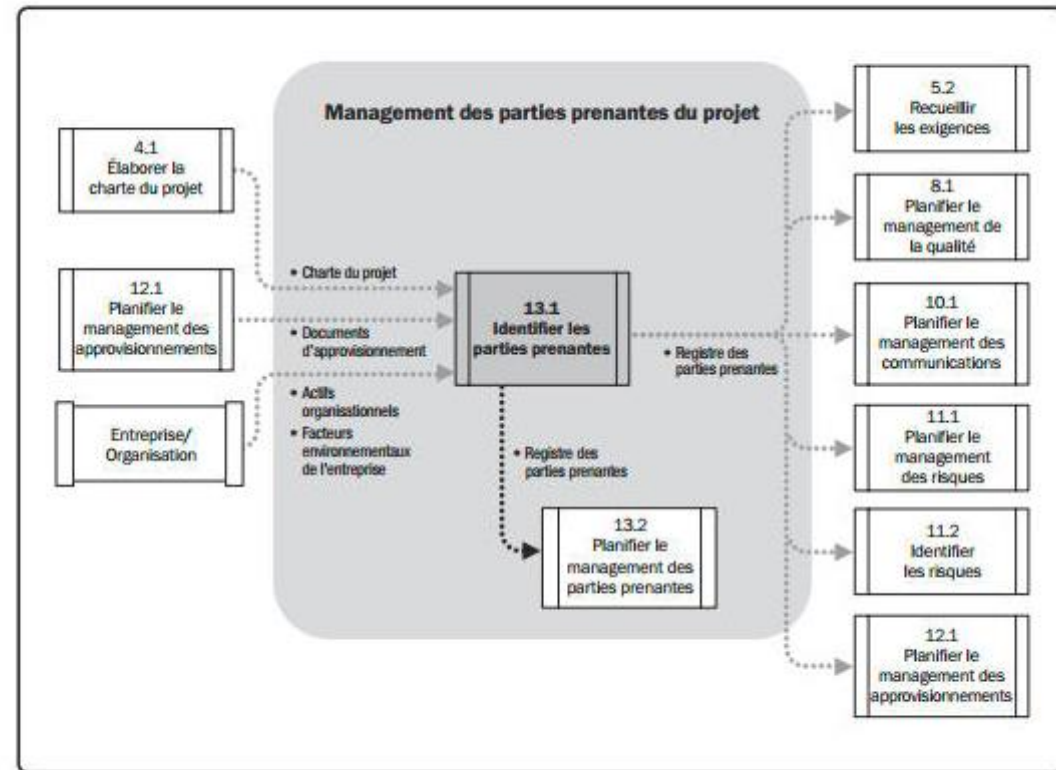 Management des parties prenantes du projet
4.1
Élaborer la
charte du projet
12.1
Planifier le
management des
approvisionnements
Entreprise/
Organisation
• Charte du projet
• Documents
d'approvisionnement
• Actifs
organisationnels
• Facteurs
environnementaux
de l'entreprise
13.1
Identifier les
parties prenantes
• Registre des
parties prenantes
13.2
Planifier le
management des
parties prenantes
• Registre des
parties prenantes
5.2
Recueillir
les exigences
8.1
Planifier le
management de
la qualité
10.1
Planifier le
management des
communications
11.1
Planifier le
management
des risques
11.2
Identifier
les risques
12.1
Planifier le
management des
approvisionnements